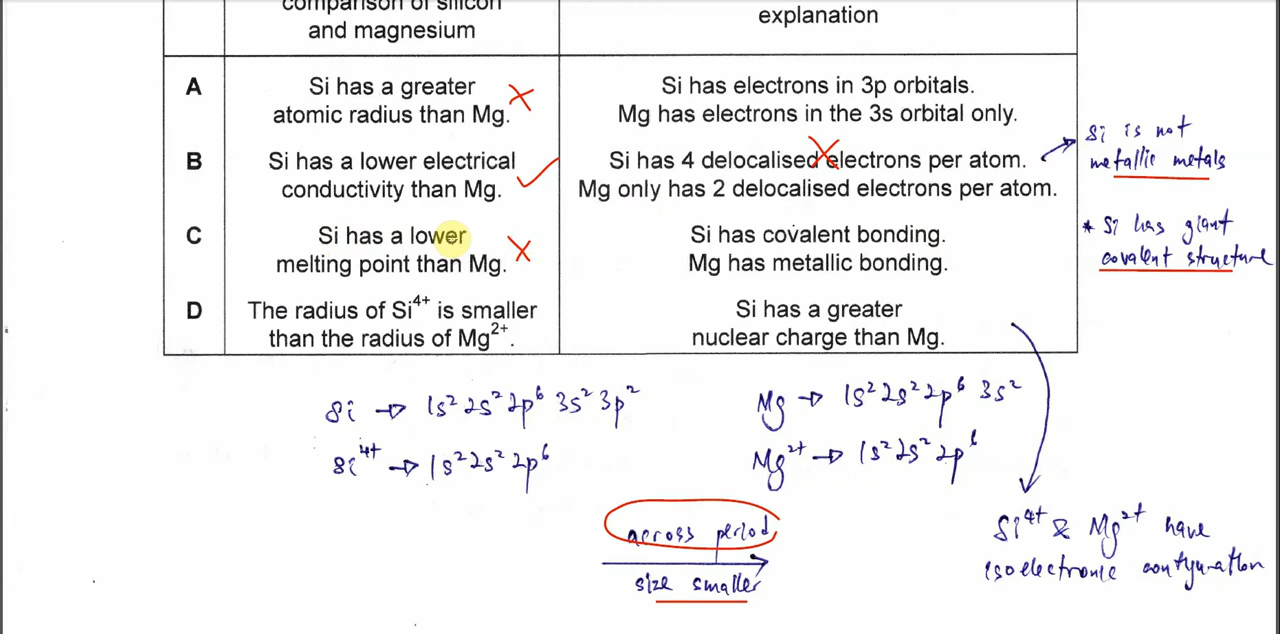 comparison of silicon
and magnesium
explanation
A
Si has a greater
atomic radius than Mg.
Si has electrons in 3p orbitals.
Mg has electrons in the 3s orbital only.
B
Si has a lower electrical
conductivity than Mg.
Si has 4 delocalised electrons per atom.
Mg only has 2 delocalised electrons per atom.
Si is not
metallic metals
C
Si has a lower
melting point than Mg.
Si has covalent bonding.
Mg has metallic bonding.
* Si has giant
covalent structure
D
The radius of Si⁴⁺ is smaller
than the radius of Mg²⁺.
Si has a greater
nuclear charge than Mg.
Si → 1s² 2s² 2p⁶ 3s² 3p²
Mg → 1s² 2s² 2p⁶ 3s²
Si⁴⁺ → 1s² 2s² 2p⁶
Mg²⁺ → 1s² 2s² 2p⁶
across period
size smaller
Si⁴⁺ & Mg²⁺ have
isoelectronic configuration